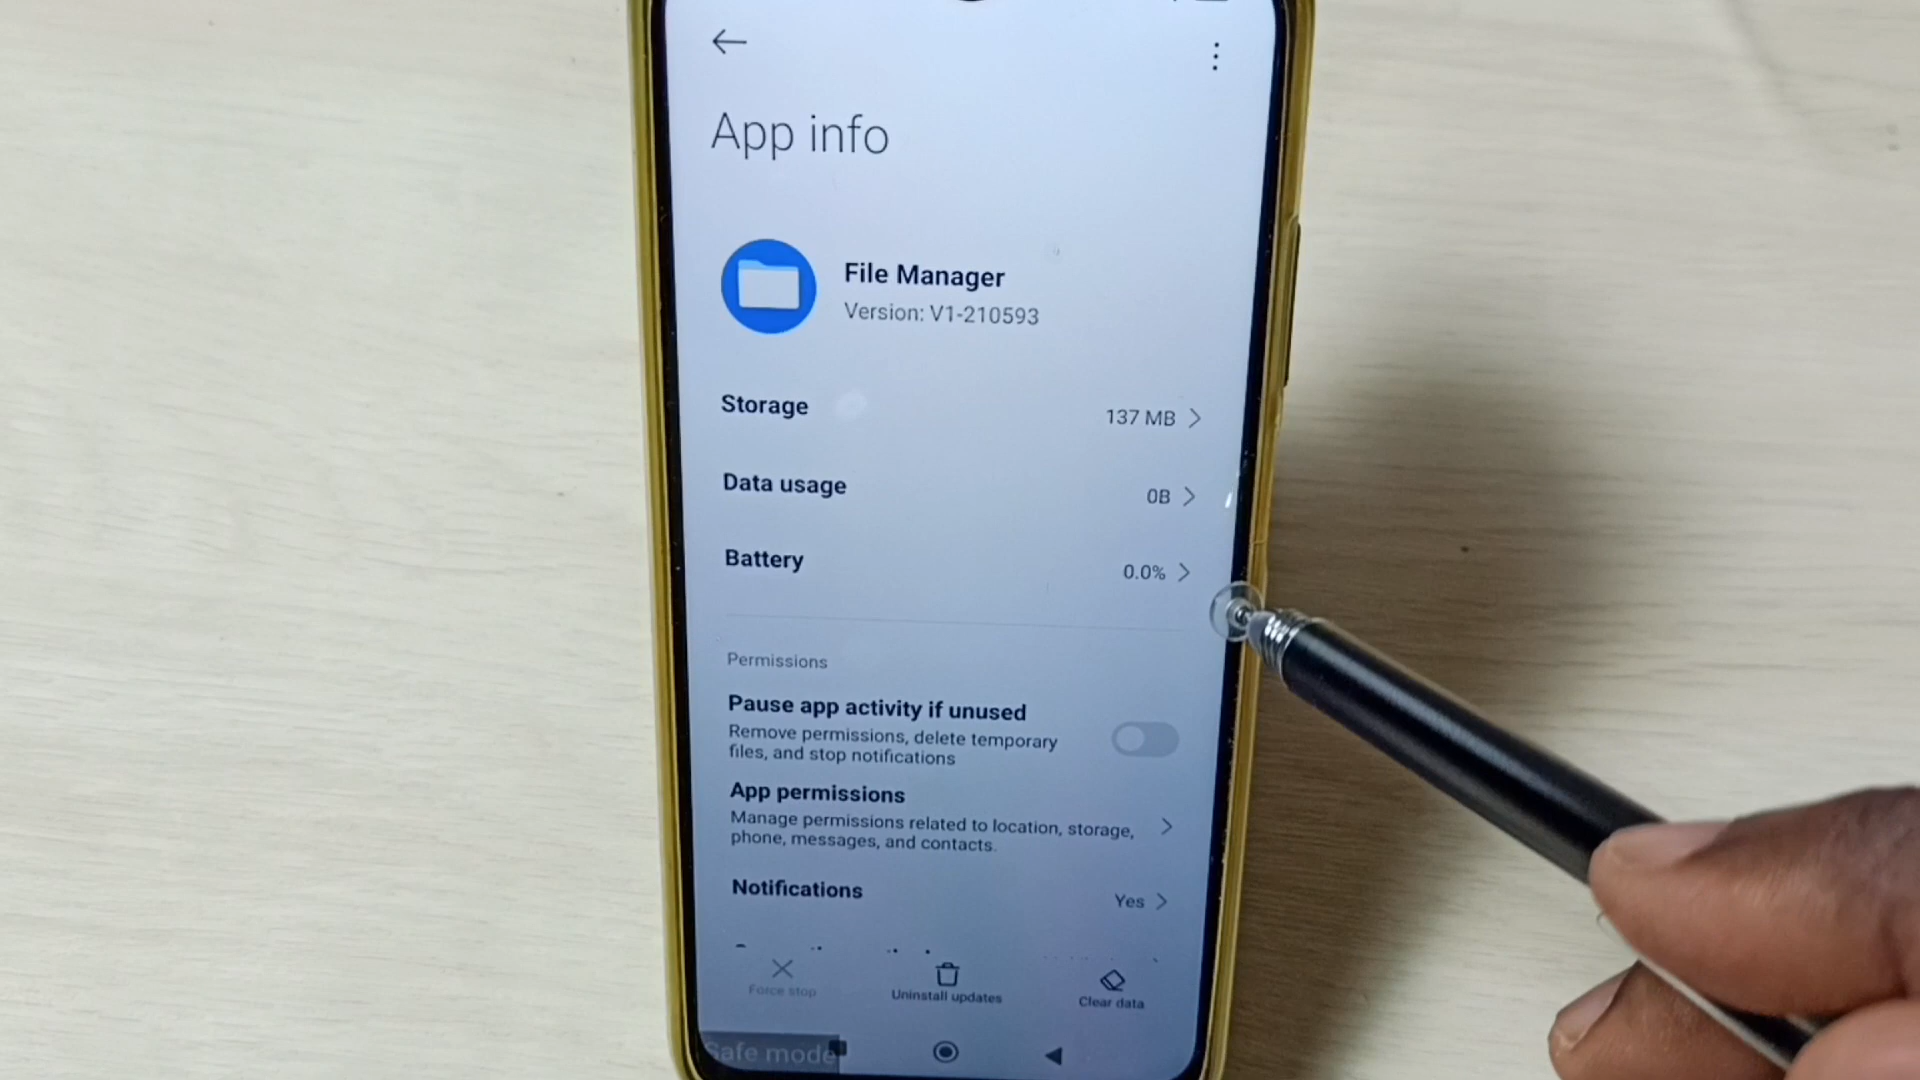 App info
File Manager
Version: V1-210593
Storage
137 MB
Data usage
0B
Battery
0.0%
Permissions
Pause app activity if unused
Remove permissions, delete temporary
files, and stop notifications
App permissions
Manage permissions related to location, storage,
phone, messages, and contacts.
Notifications
Yes
Force stop
Uninstall updates
Clear data
Safe mode